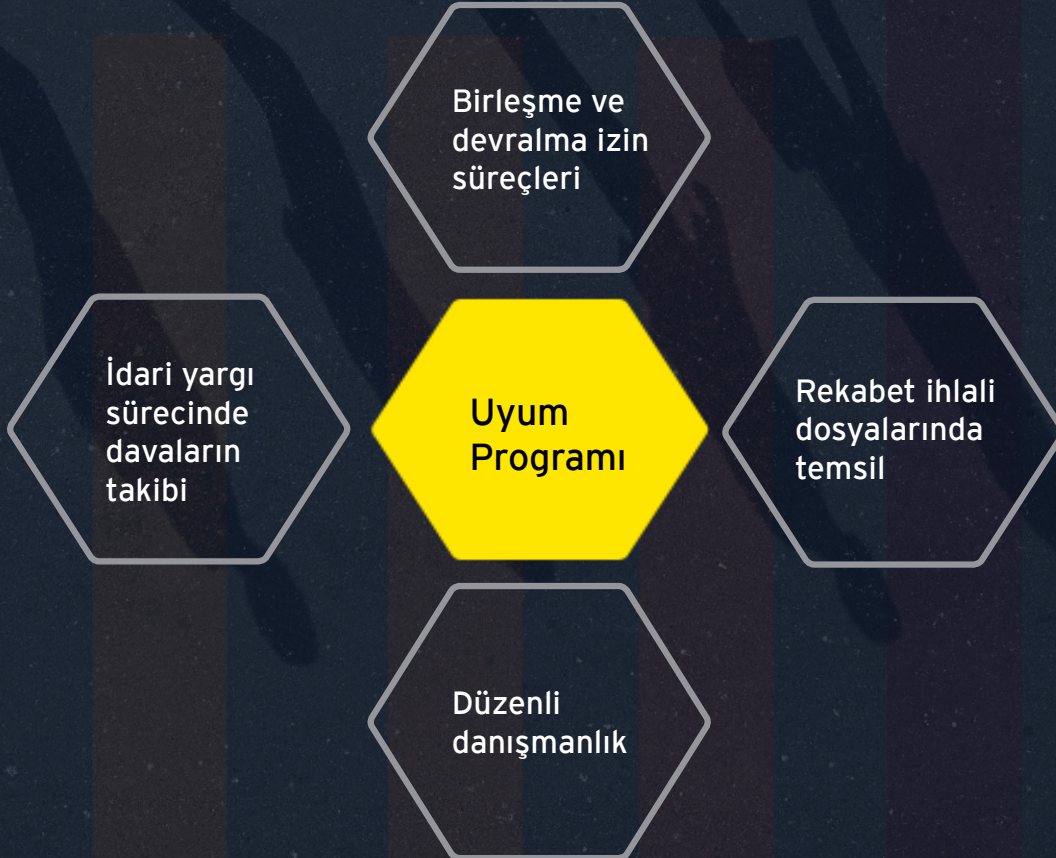 Birleşme ve
devralma izin
süreçleri
İdari yargı
sürecinde
davaların
takibi
Uyum
Programı
Rekabet ihlali
dosyalarında
temsil
Düzenli
danışmanlık